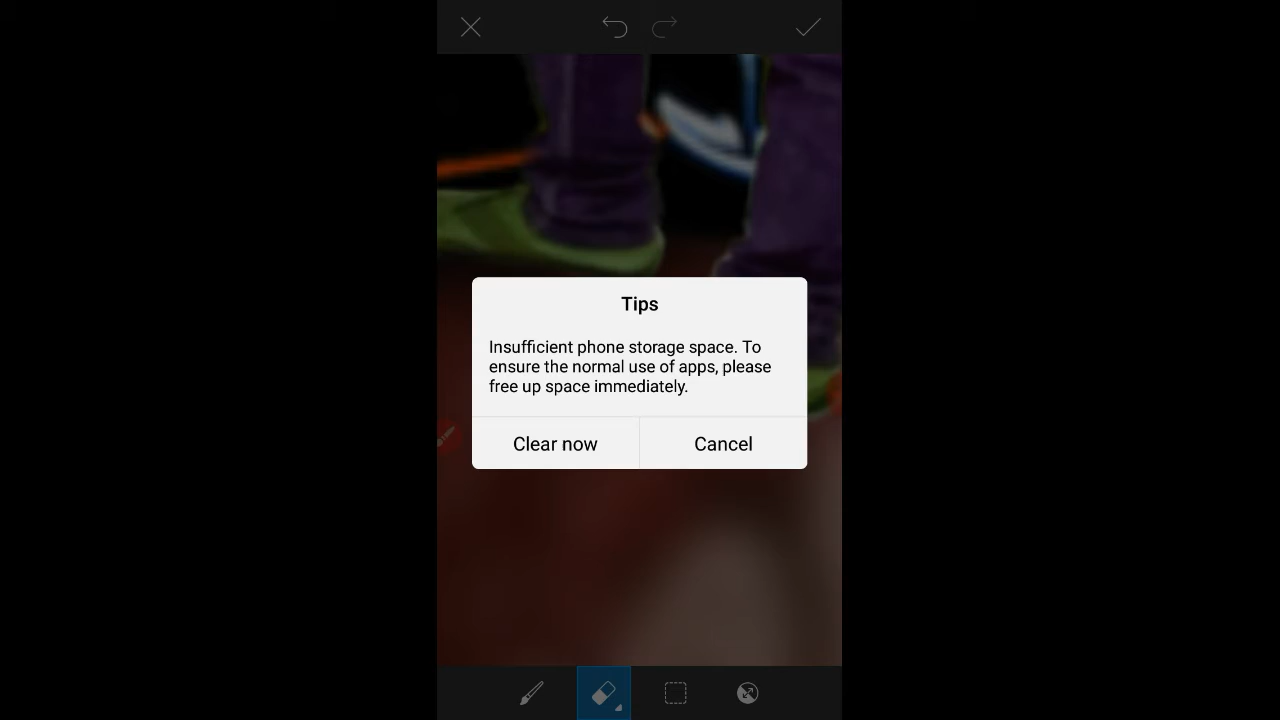 Tips
Insufficient phone storage space. To
ensure the normal use of apps, please
free up space immediately.
Clear now
Cancel